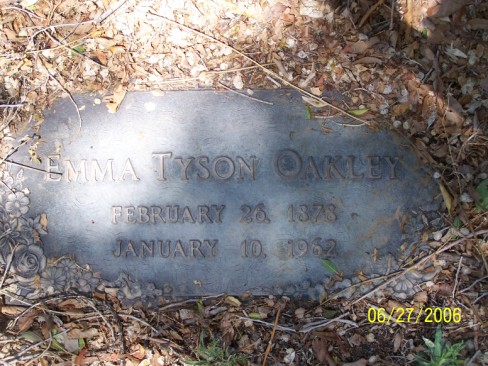 EMMA TYSON OAKLEY
FEBRUARY 26, 1878
JANUARY 10, 1962
06/27/2006